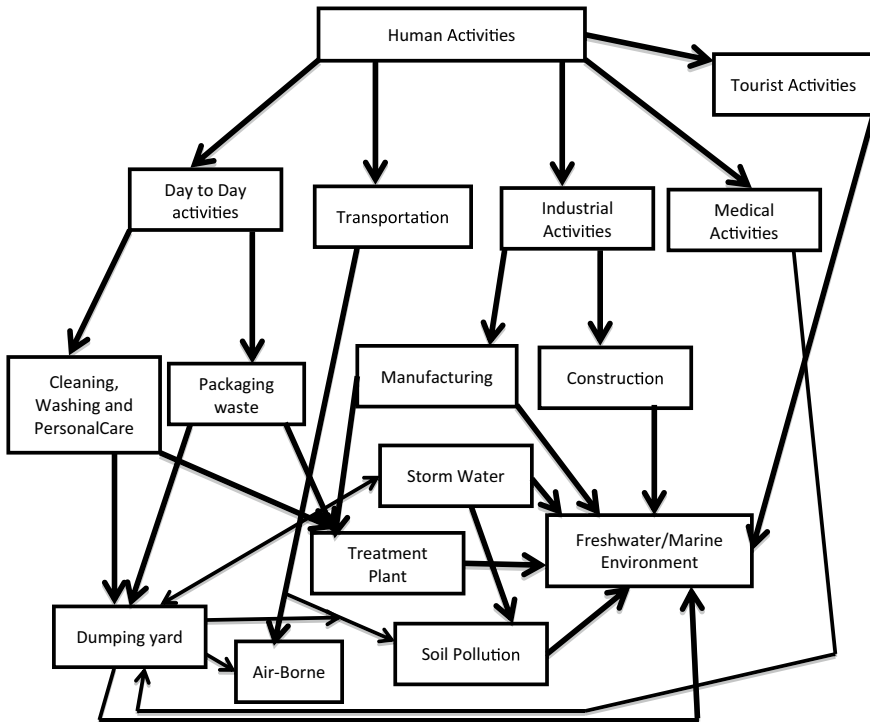 Human Activities
Tourist Activities
Day to Day
activities
Transportation
Industrial
Activities
Medical
Activities
Cleaning,
Washing and
PersonalCare
Packaging
waste
Manufacturing
Construction
Storm Water
Treatment
Plant
Freshwater/Marine
Environment
Dumping yard
Air-Borne
Soil Pollution